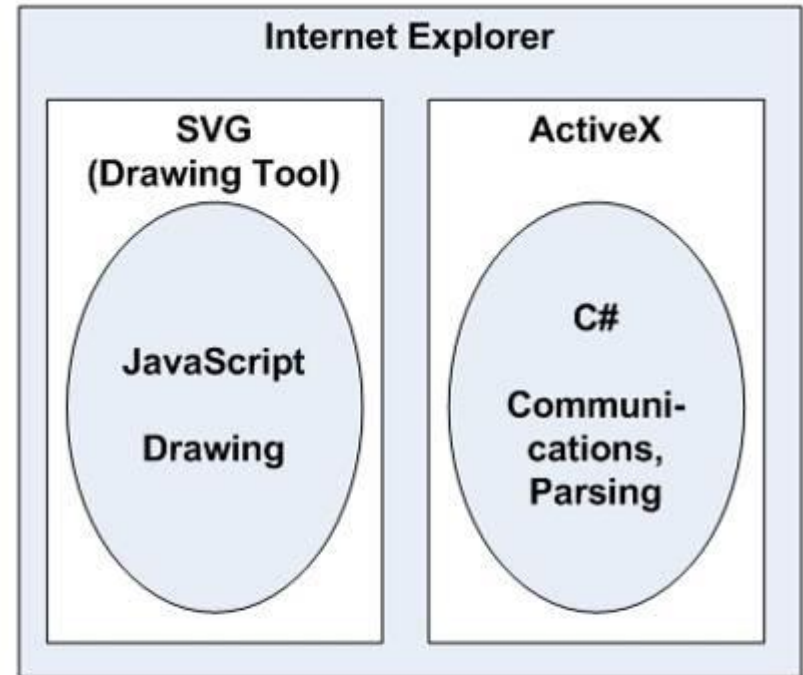 Internet Explorer
SVG
(Drawing Tool)
JavaScript
Drawing
ActiveX
C#
Communi-
cations,
Parsing